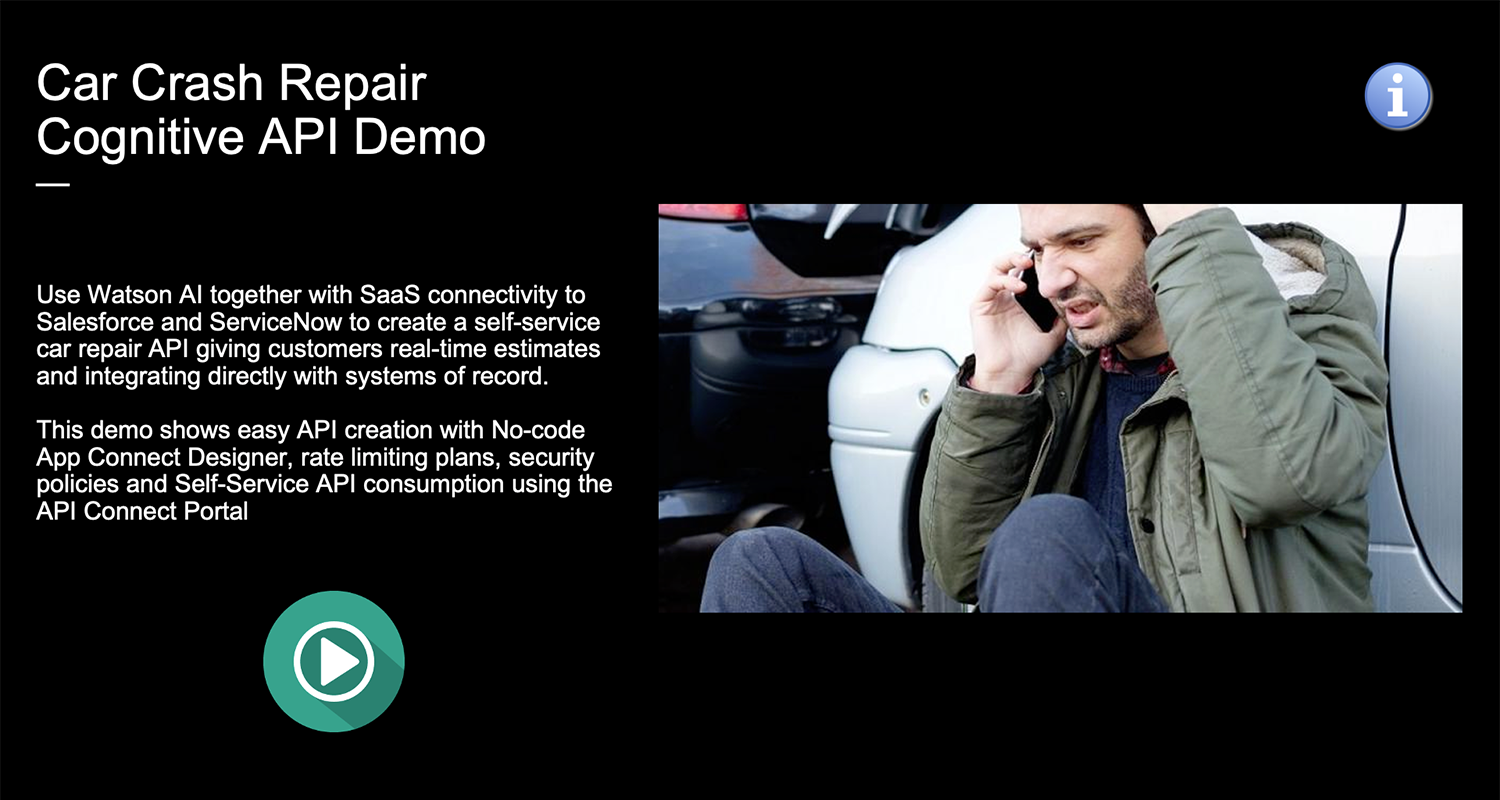 Car Crash Repair
Cognitive API Demo
Use Watson AI together with SaaS connectivity to
Salesforce and ServiceNow to create a self-service
car repair API giving customers real-time estimates
and integrating directly with systems of record.
This demo shows easy API creation with No-code
App Connect Designer, rate limiting plans, security
policies and Self-Service API consumption using the
API Connect Portal
i